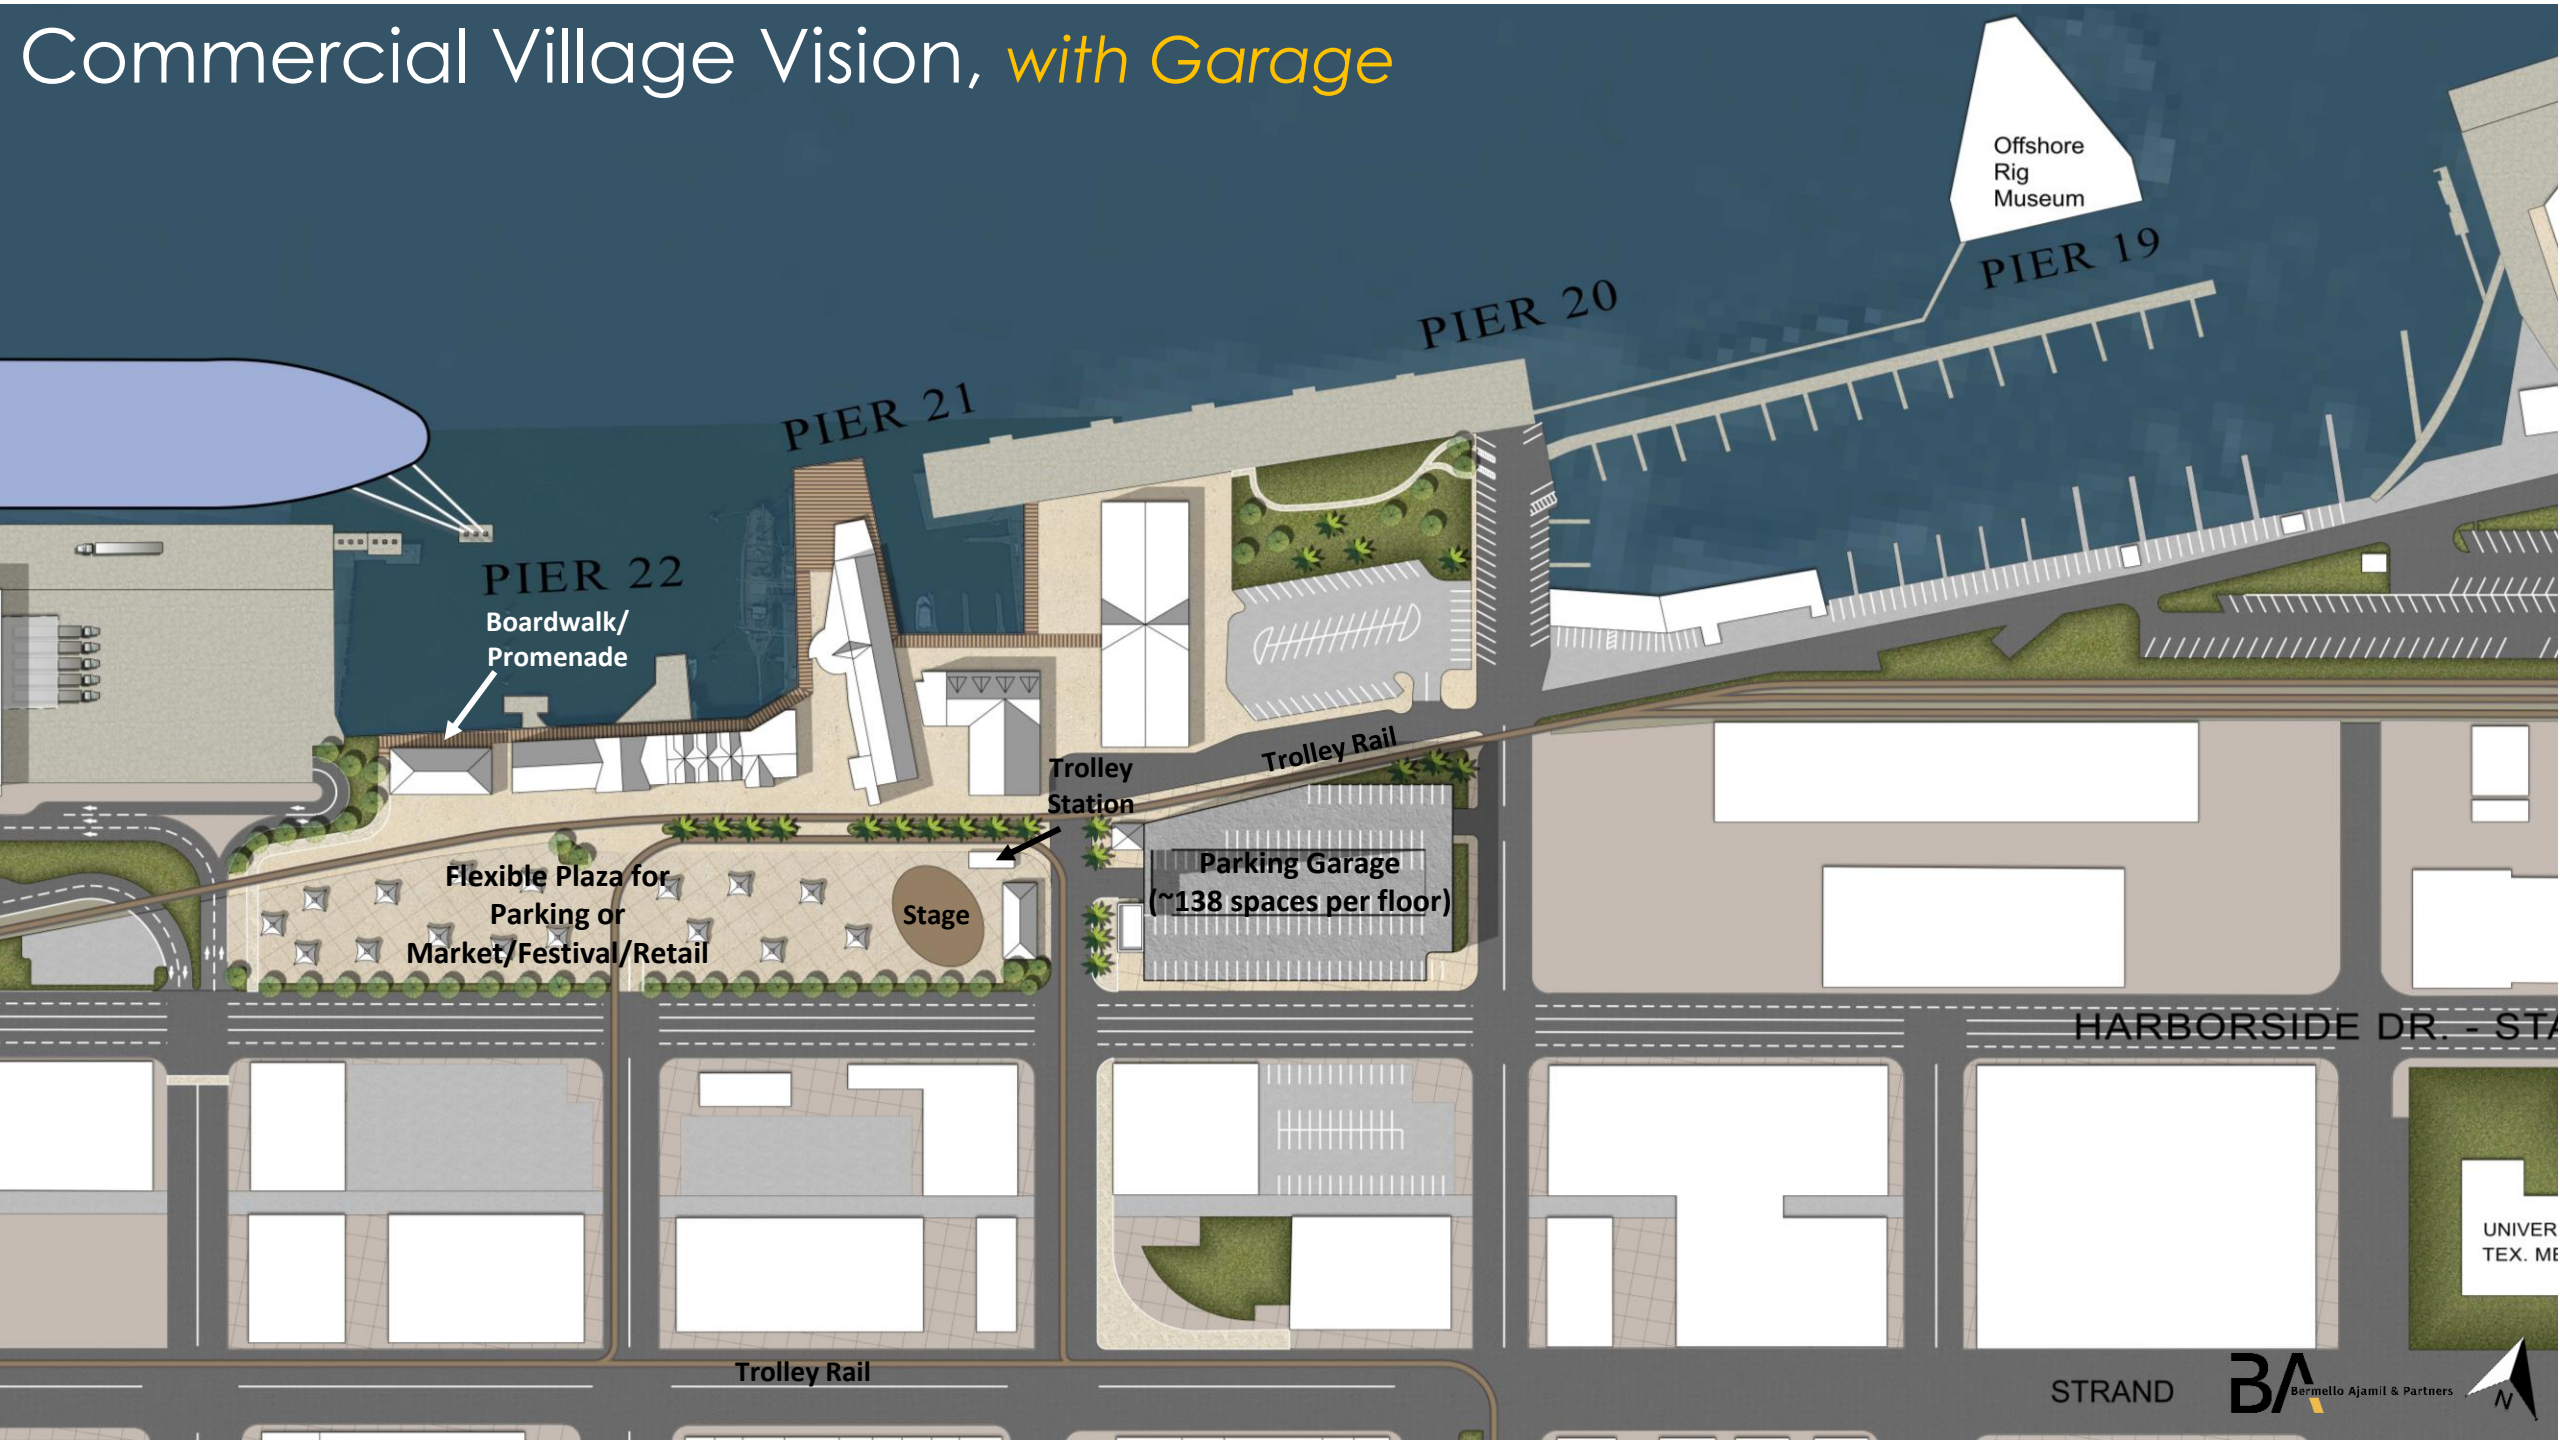 Commercial Village Vision, with Garage
Offshore
Rig
Museum
PIER 19
PIER 20
PIER 21
PIER 22
Boardwalk/
Promenade
Trolley Rail
Trolley
Station
Flexible Plaza for
Parking or
Market/Festival/Retail
Stage
Parking Garage
(~138 spaces per floor)
HARBORSIDE DR. - STA
UNIVER
TEX. ME
Trolley Rail
STRAND
BA
Bermello Ajamil & Partners
N